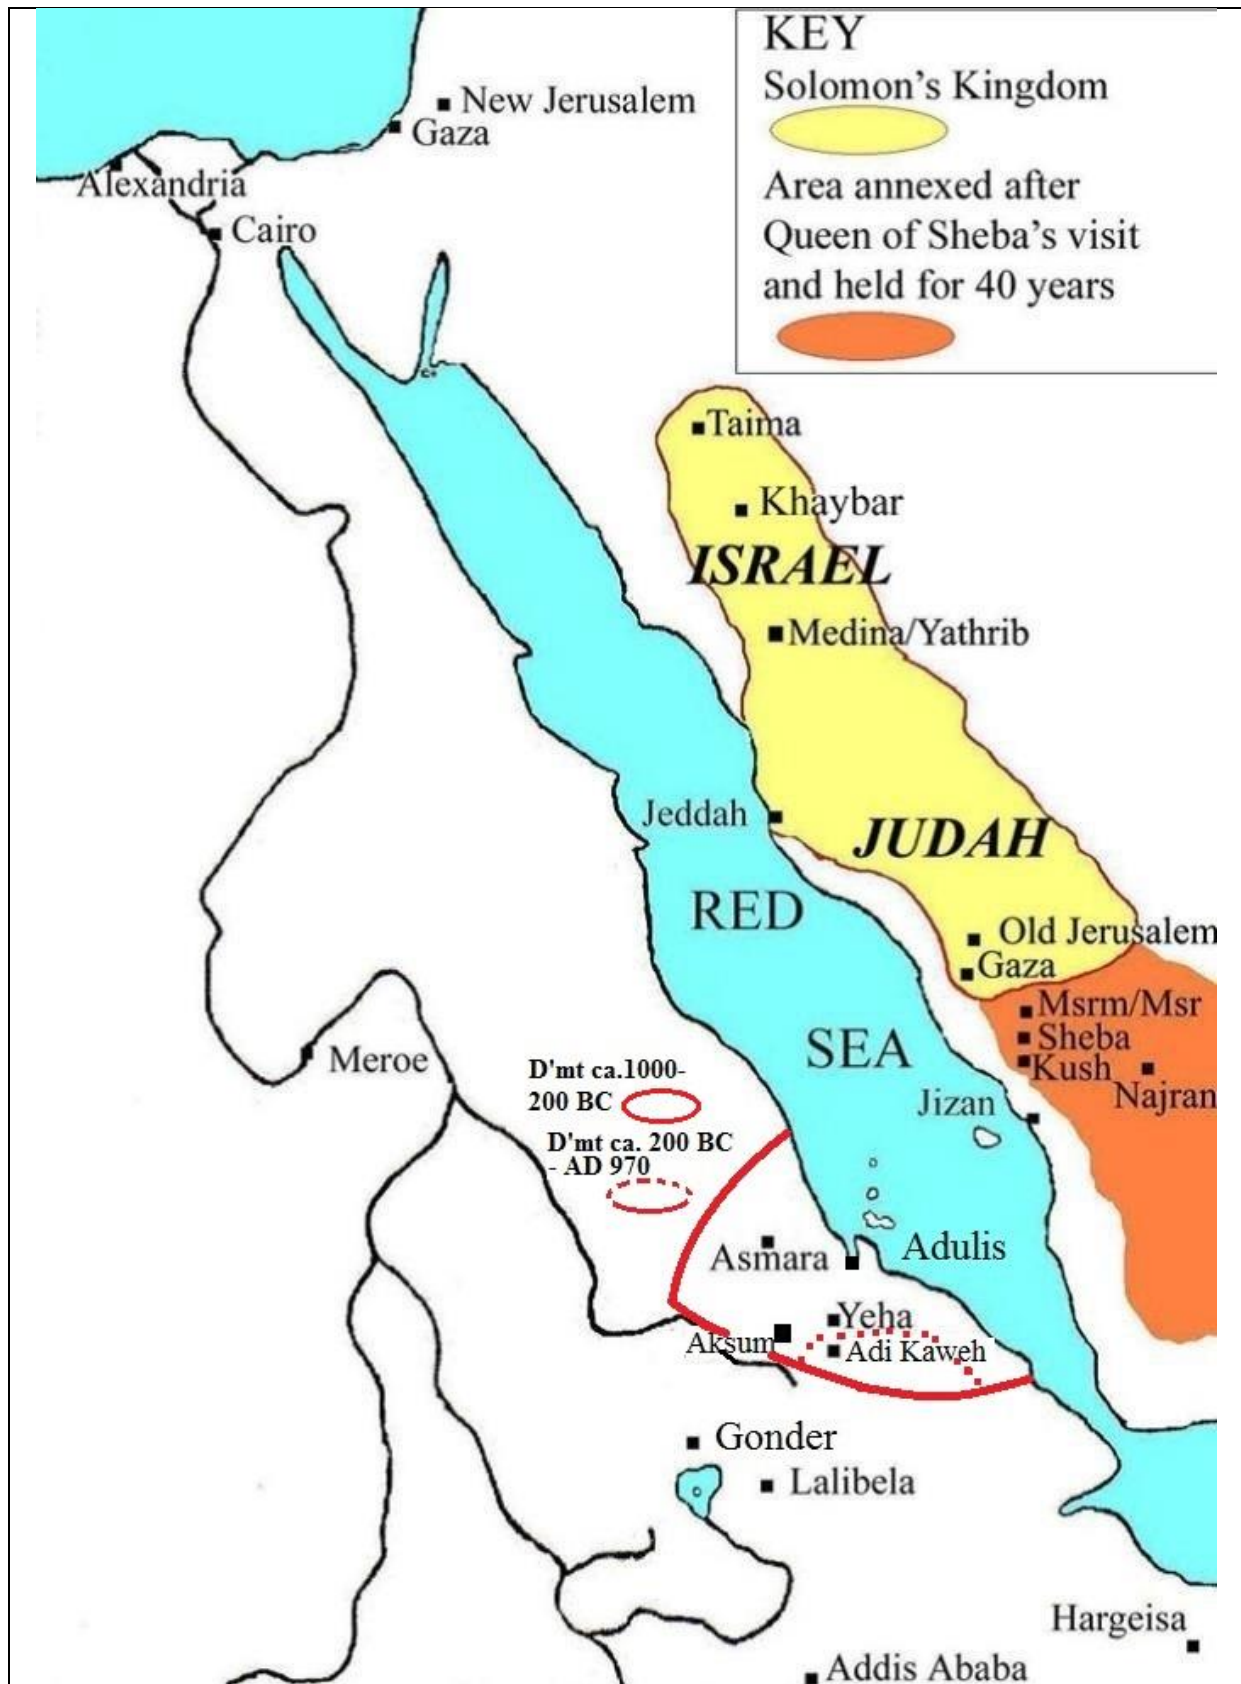 KEY
Solomon's Kingdom
Area annexed after
Queen of Sheba's visit
and held for 40 years
New Jerusalem
Gaza
Alexandria
Cairo
Taima
Khaybar
ISRAEL
Medina/Yathrib
Jeddah
JUDAH
RED
Old Jerusalem
Gaza
Msrm/Msr
SEA
Sheba
Kush
Najran
Meroe
D'mt ca.1000-
200 BC
Jizan
D'mt ca. 200 BC
- AD 970
Asmara
Adulis
Yeha
Aksum
Adi Kaweh
Gonder
Lalibela
Hargeisa
Addis Ababa